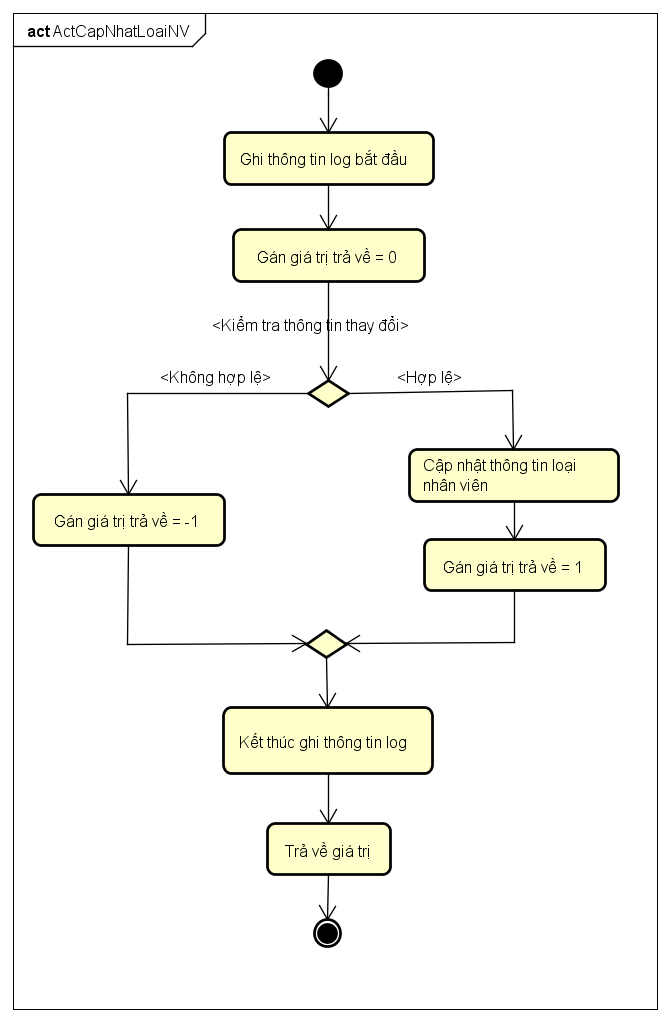 act ActCapNhatLoaiNV
Ghi thông tin log bắt đầu
Gán giá trị trả về = 0
<Kiểm tra thông tin thay đổi>
<Không hợp lệ>
<Hợp lệ>
Cập nhật thông tin loại
nhân viên
Gán giá trị trả về = -1
Gán giá trị trả về = 1
Kết thúc ghi thông tin log
Trả về giá trị